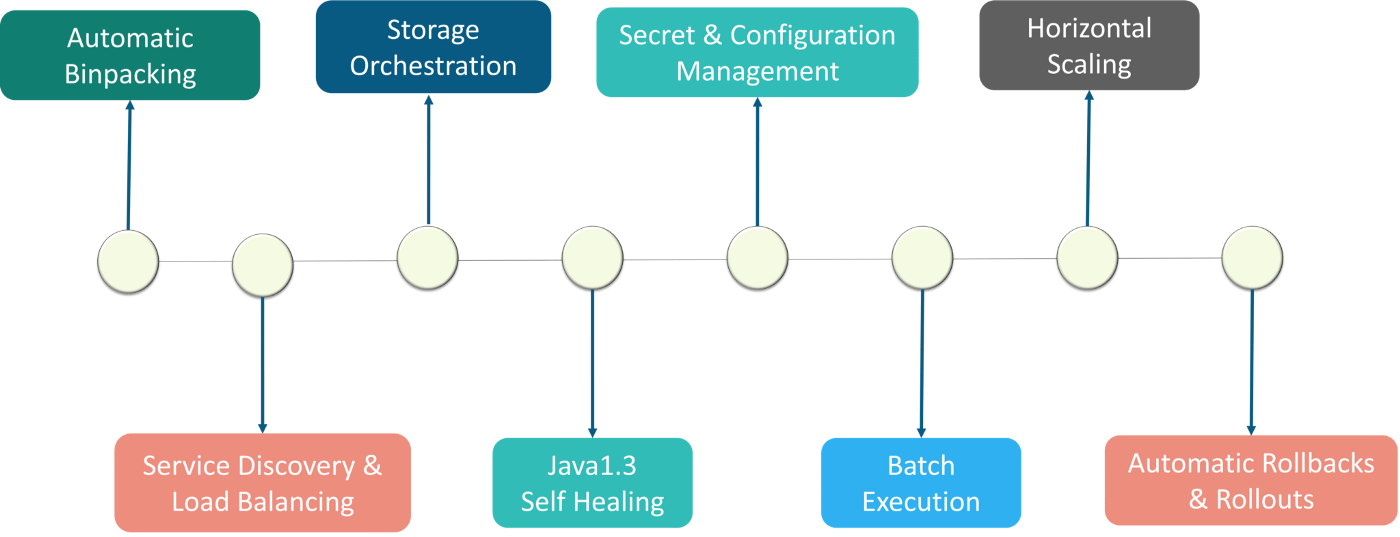 Automatic
Binpacking
Storage
Orchestration
Secret & Configuration
Management
Horizontal
Scaling
Service Discovery &
Load Balancing
Java1.3
Self Healing
Batch
Execution
Automatic Rollbacks
& Rollouts